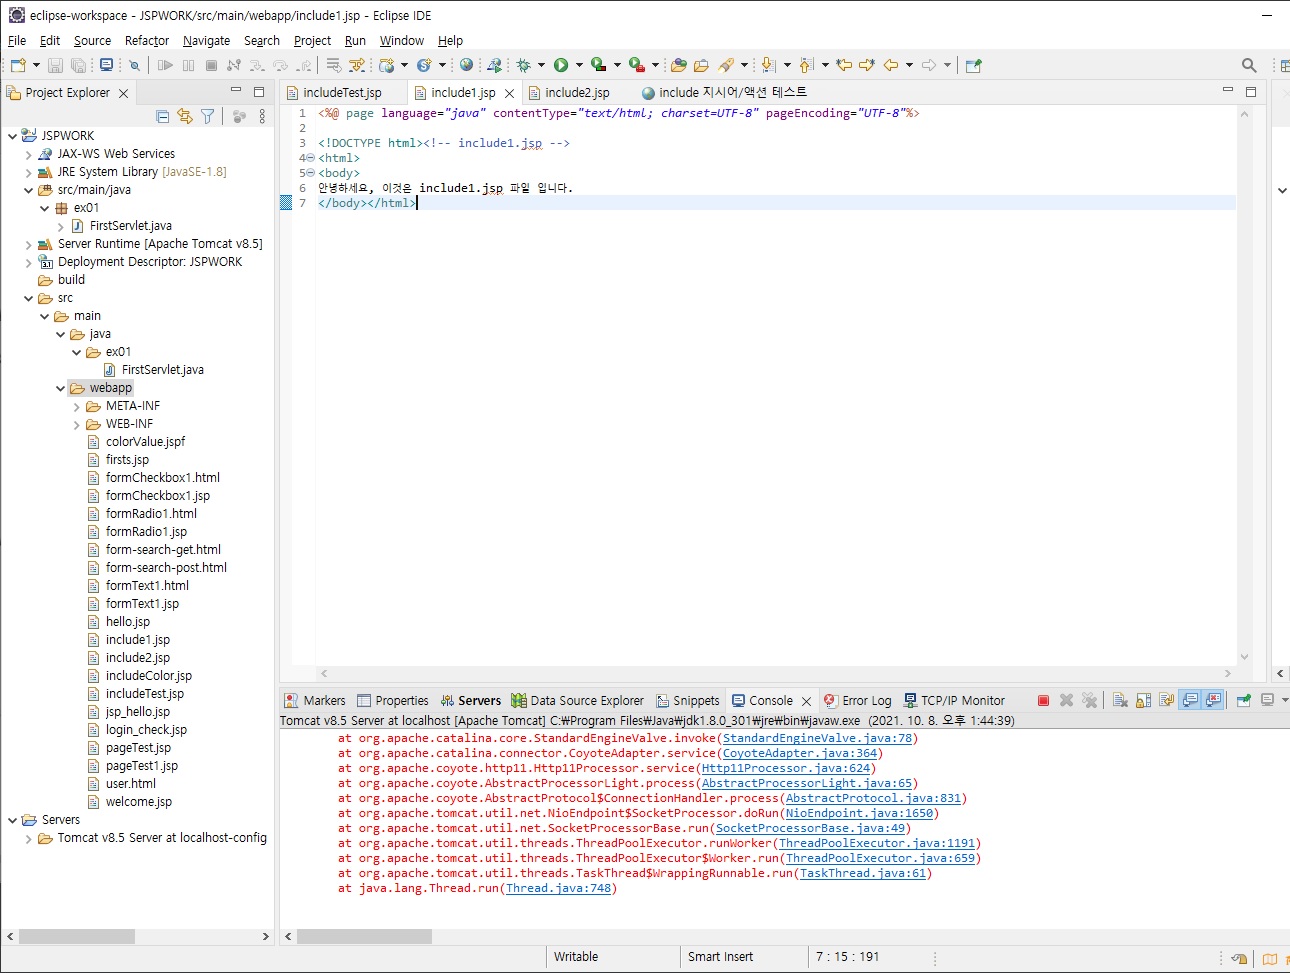 eclipse-workspace - JSPWORK/src/main/webapp/include1.jsp - Eclipse IDE
File Edit Source Refactor Navigate Search Project Run Window Help
Project Explorer
JSPWORK
JAX-WS Web Services
JRE System Library [JavaSE-1.8]
src/main/java
ex01
FirstServlet.java
Server Runtime [Apache Tomcat v8.5]
Deployment Descriptor: JSPWORK
build
src
main
java
ex01
FirstServlet.java
webapp
META-INF
WEB-INF
colorValue.jspf
firsts.jsp
formCheckbox1.html
formCheckbox1.jsp
formRadio1.html
formRadio1.jsp
form-search-get.html
form-search-post.html
formText1.html
formText1.jsp
hello.jsp
include1.jsp
include2.jsp
includeColor.jsp
includeTest.jsp
jsp_hello.jsp
login_check.jsp
pageTest.jsp
pageTest1.jsp
user.html
welcome.jsp
Servers
Tomcat v8.5 Server at localhost-config
includeTest.jsp include1.jsp include2.jsp include 지시어/액션 테스트
1 <%@ page language="java" contentType="text/html; charset=UTF-8" pageEncoding="UTF-8"%>
2
3 <!DOCTYPE html><!-- include1.jsp -->
4 <html>
5 <body>
6 안녕하세요, 이것은 include1.jsp 파일 입니다.
7 </body></html>
Markers Properties Servers Data Source Explorer Snippets Console Error Log TCP/IP Monitor
Tomcat v8.5 Server at localhost [Apache Tomcat] C:₩Program Files₩Java₩jdk1.8.0_301₩jre₩bin₩javaw.exe (2021. 10. 8. 오후 1:44:39)
at org.apache.catalina.core.StandardEngineValve.invoke(StandardEngineValve.java:78)
at org.apache.catalina.connector.CoyoteAdapter.service(CoyoteAdapter.java:364)
at org.apache.coyote.http11.Http11Processor.service(Http11Processor.java:624)
at org.apache.coyote.AbstractProcessorLight.process(AbstractProcessorLight.java:65)
at org.apache.coyote.AbstractProtocol$ConnectionHandler.process(AbstractProtocol.java:831)
at org.apache.tomcat.util.net.NioEndpoint$SocketProcessor.doRun(NioEndpoint.java:1650)
at org.apache.tomcat.util.net.SocketProcessorBase.run(SocketProcessorBase.java:49)
at org.apache.tomcat.util.threads.ThreadPoolExecutor.runWorker(ThreadPoolExecutor.java:1191)
at org.apache.tomcat.util.threads.ThreadPoolExecutor$Worker.run(ThreadPoolExecutor.java:659)
at org.apache.tomcat.util.threads.TaskThread$WrappingRunnable.run(TaskThread.java:61)
at java.lang.Thread.run(Thread.java:748)
Writable Smart Insert 7 : 15 : 191